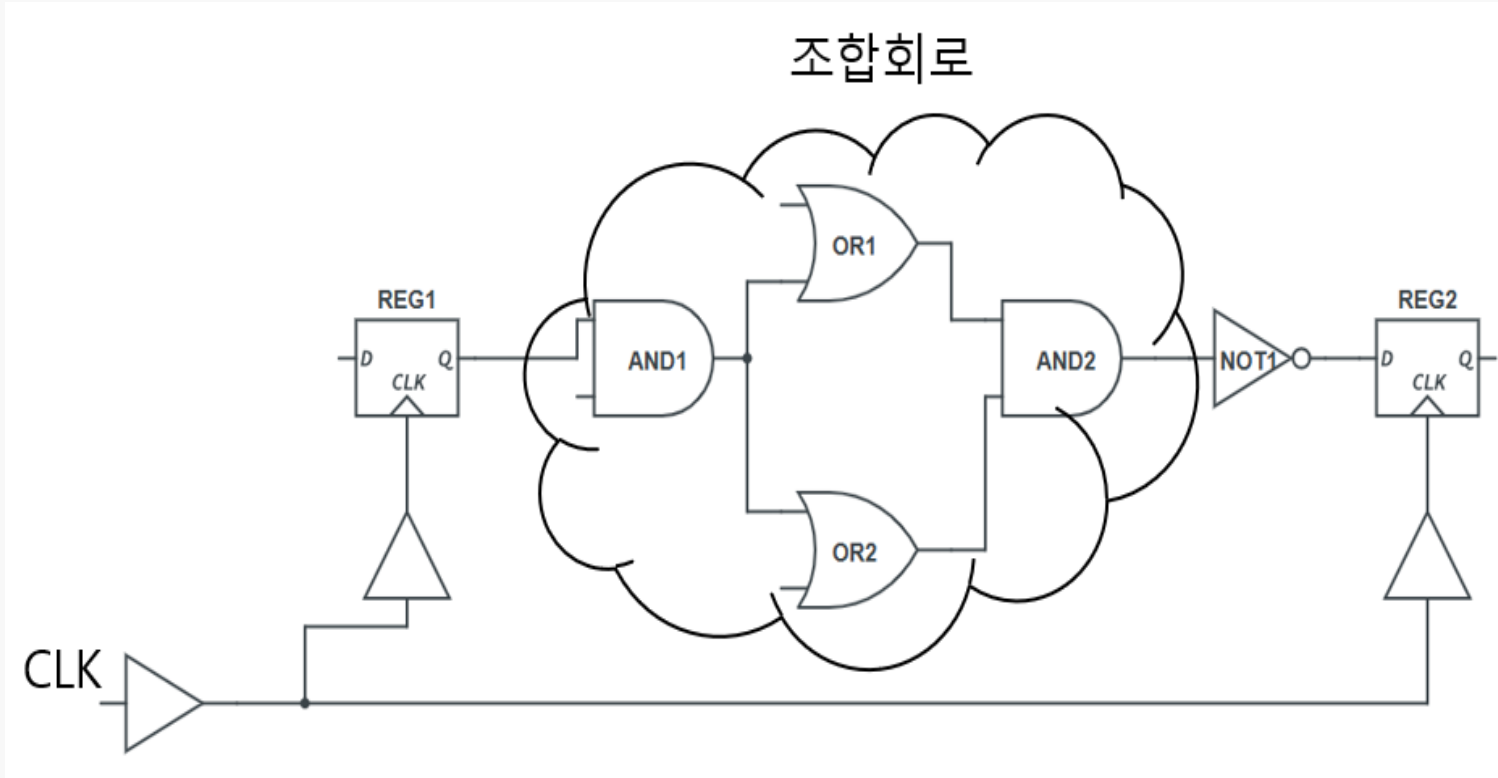 조합회로
OR1
REG1
D
Q
CLK
AND1
AND2
NOT1
REG2
D
Q
CLK
OR2
CLK